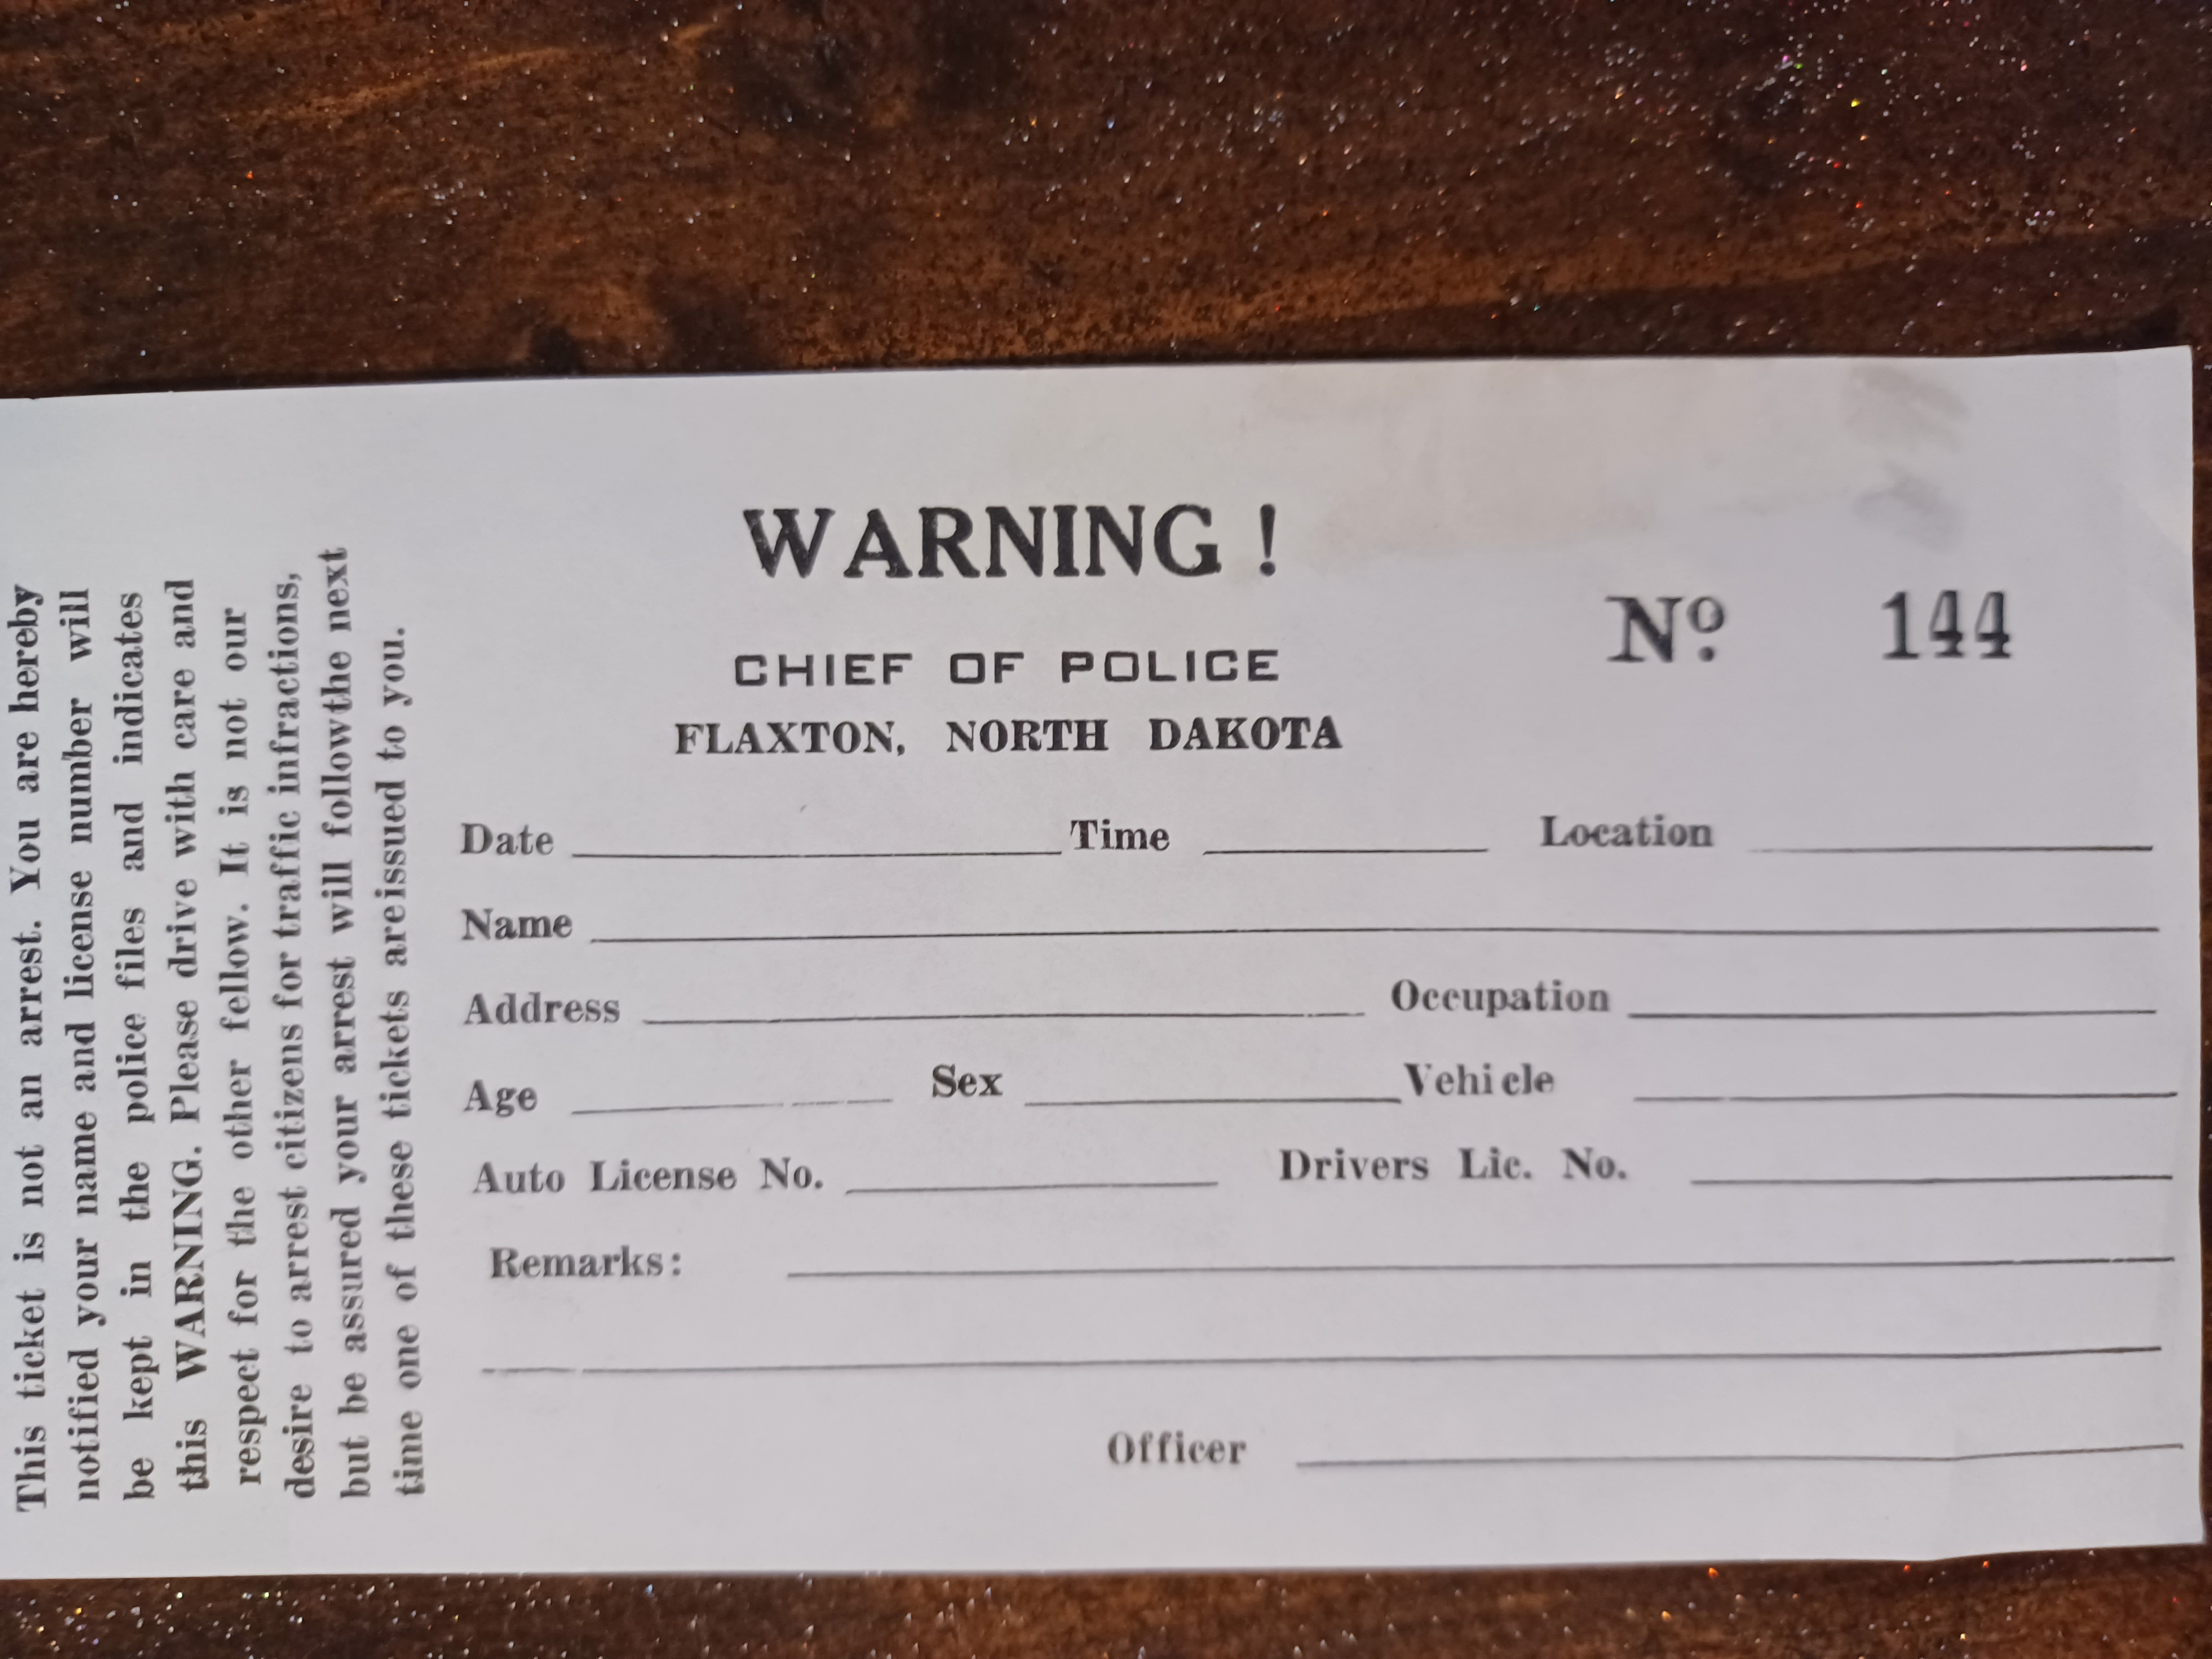 This ticket is not an arrest. You are hereby
notified your name and license number will
be kept in the police files and indicates
this WARNING. Please drive with care and
respect for the other fellow. It is not our
desire to arrest citizens for traffic infractions,
but be assured your arrest will followthe next
time one of these tickets areissued to you.
WARNING !
CHIEF OF POLICE
FLAXTON, NORTH DAKOTA
Nº 144
Date Time Location
Name
Address Occupation
Age Sex Vehicle
Auto License No. Drivers Lic. No.
Remarks:
Officer